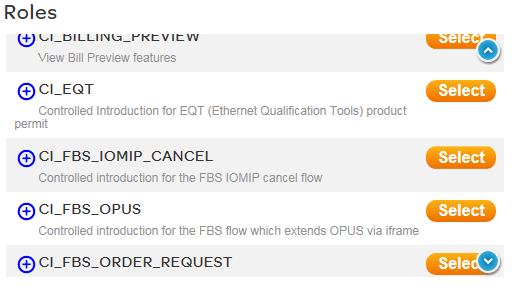 Roles
CI_BILLING_PREVIEW
Select
View Bill Preview features
CI_EQT
Select
Controlled Introduction for EQT (Ethernet Qualification Tools) product
permit
CI_FBS_IOMIP_CANCEL
Select
Controlled introduction for the FBS IOMIP cancel flow
CI_FBS_OPUS
Select
Controlled introduction for the FBS flow which extends OPUS via iframe
CI_FBS_ORDER_REQUEST
Select